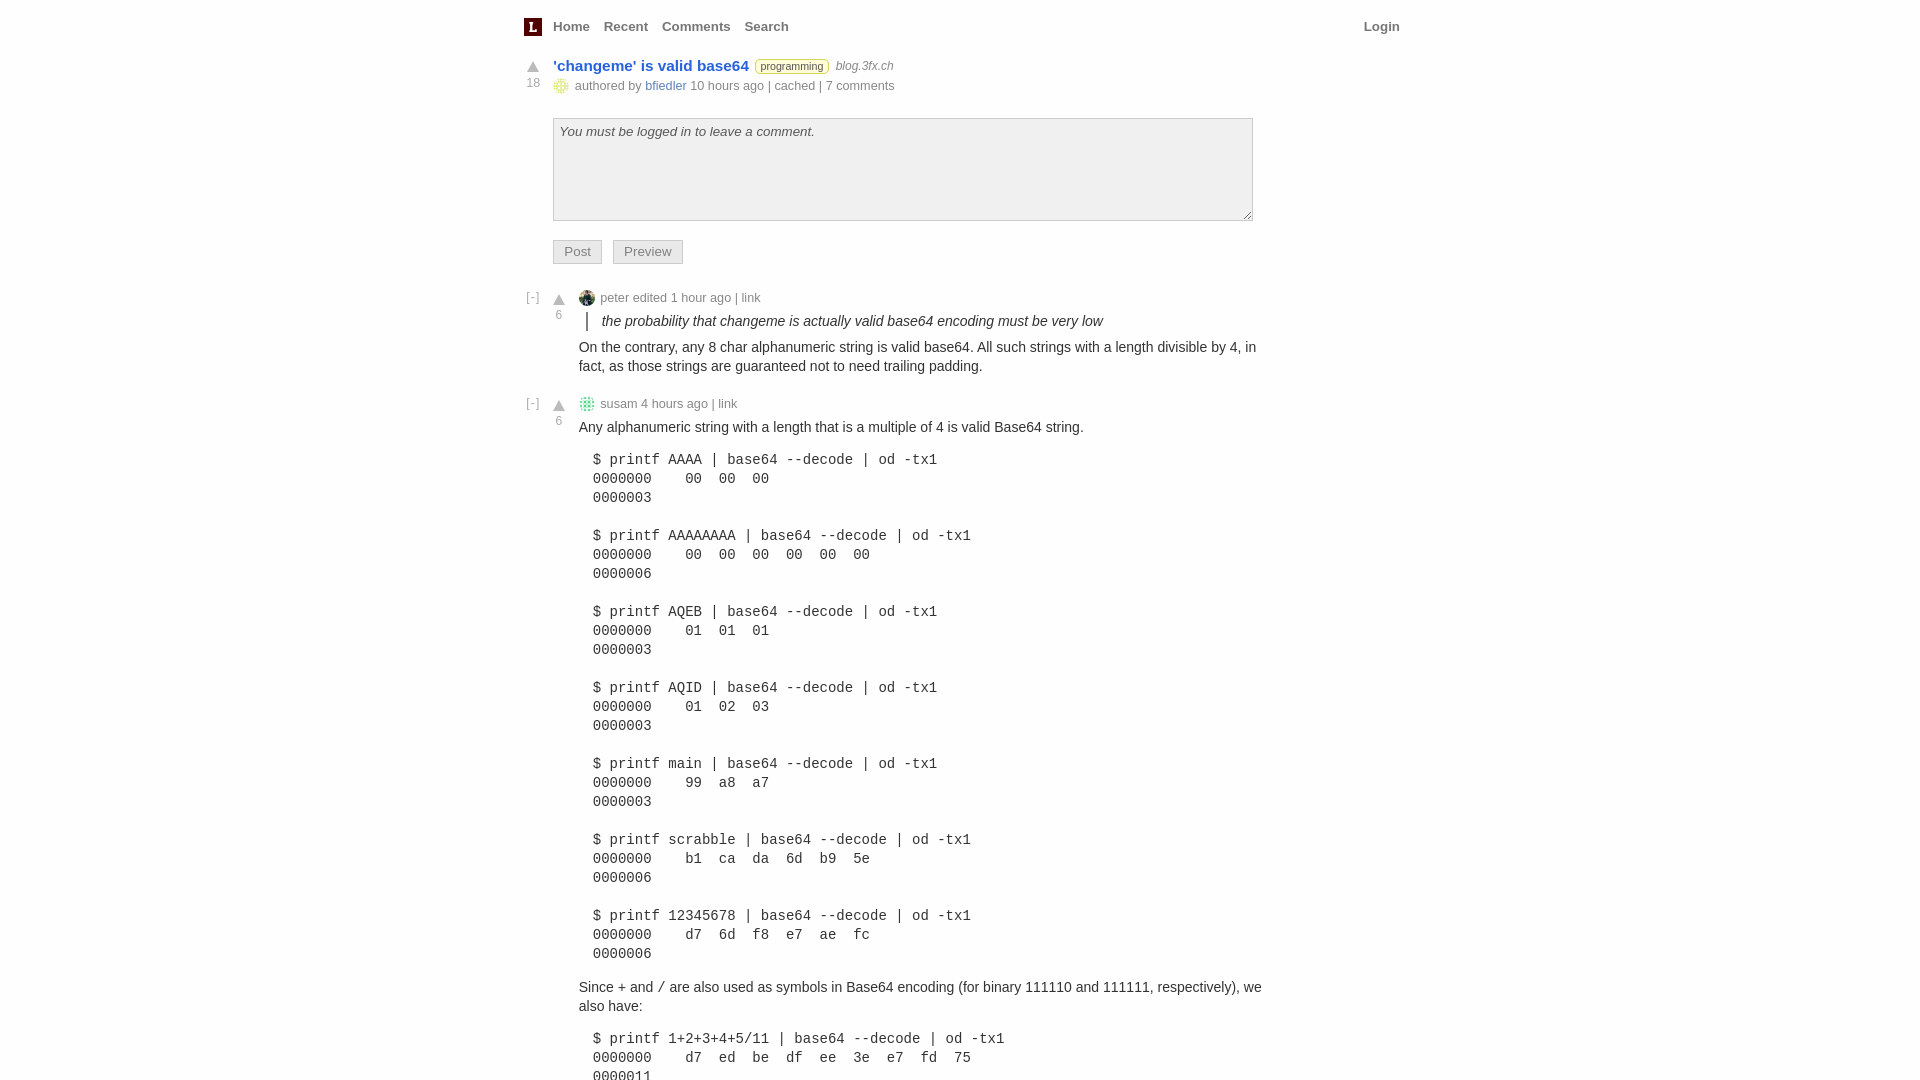 L Home Recent Comments Search Login
'changeme' is valid base64 programming blog.3fx.ch
18
authored by bfiedler 10 hours ago | cached | 7 comments
You must be logged in to leave a comment.
Post Preview
[-]
6
peter edited 1 hour ago | link
the probability that changeme is actually valid base64 encoding must be very low
On the contrary, any 8 char alphanumeric string is valid base64. All such strings with a length divisible by 4, in
fact, as those strings are guaranteed not to need trailing padding.
[-]
6
susam 4 hours ago | link
Any alphanumeric string with a length that is a multiple of 4 is valid Base64 string.
$ printf AAAA | base64 --decode | od -tx1
0000000    00  00  00
0000003
$ printf AAAAAAAA | base64 --decode | od -tx1
0000000    00  00  00  00  00  00
0000006
$ printf AQEB | base64 --decode | od -tx1
0000000    01  01  01
0000003
$ printf AQID | base64 --decode | od -tx1
0000000    01  02  03
0000003
$ printf main | base64 --decode | od -tx1
0000000    99  a8  a7
0000003
$ printf scrabble | base64 --decode | od -tx1
0000000    b1  ca  da  6d  b9  5e
0000006
$ printf 12345678 | base64 --decode | od -tx1
0000000    d7  6d  f8  e7  ae  fc
0000006
Since + and / are also used as symbols in Base64 encoding (for binary 111110 and 111111, respectively), we
also have:
$ printf 1+2+3+4+5/11 | base64 --decode | od -tx1
0000000    d7  ed  be  df  ee  3e  e7  fd  75
0000011